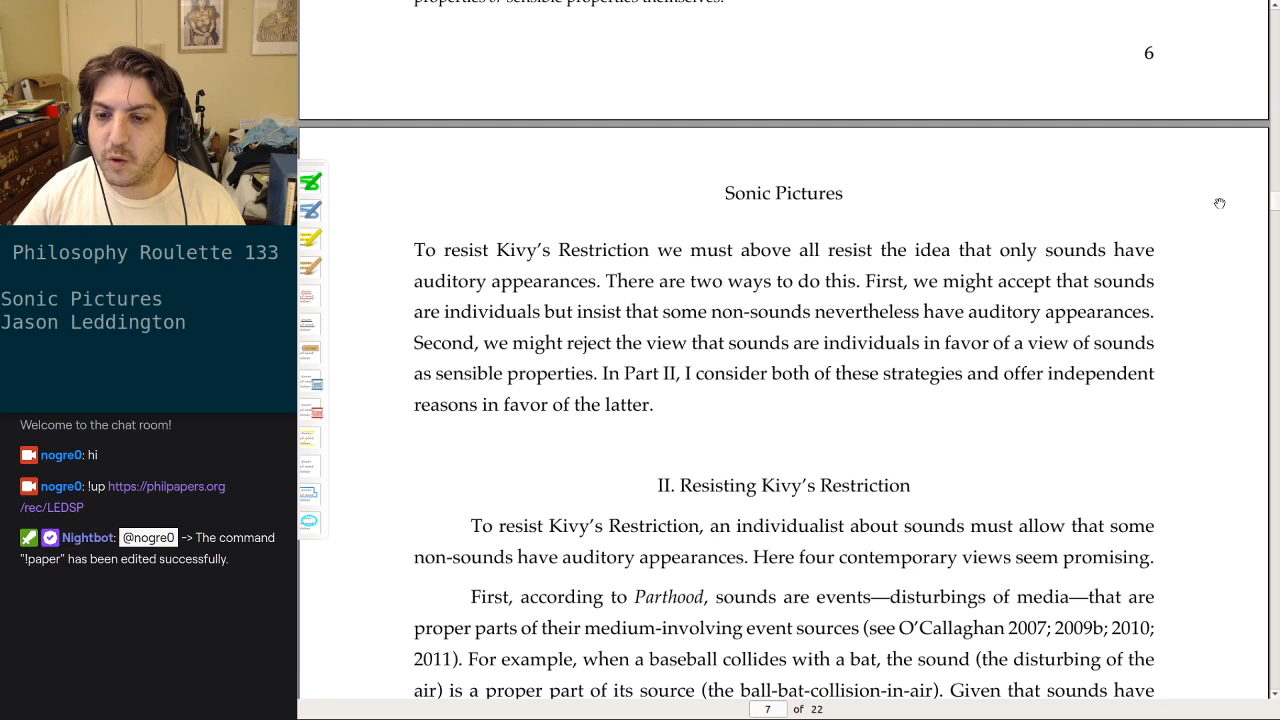 properties or sensible properties themselves.
6
Sonic Pictures
To resist Kivy's Restriction we must above all resist the idea that only sounds have
auditory appearances. There are two ways to do this. First, we might accept that sounds
are individuals but insist that some non-sounds nevertheless have auditory appearances.
Second, we might reject the view that sounds are individuals in favor of a view of sounds
as sensible properties. In Part II, I consider both of these strategies and offer independent
reasons in favor of the latter.
II. Resisting Kivy's Restriction
To resist Kivy's Restriction, an individualist about sounds must allow that some
non-sounds have auditory appearances. Here four contemporary views seem promising.
First, according to Parthood, sounds are events—disturbings of media—that are
proper parts of their medium-involving event sources (see O'Callaghan 2007; 2009b; 2010;
2011). For example, when a baseball collides with a bat, the sound (the disturbing of the
air) is a proper part of its source (the ball-bat-collision-in-air). Given that sounds have
7 of 22
Philosophy Roulette 133
Sonic Pictures
Jason Leddington
Welcome to the chat room!
nogre0: hi
nogre0: !up https://philpapers.org
/rec/LEDSP
Nightbot: @nogre0 -> The command
"!paper" has been edited successfully.